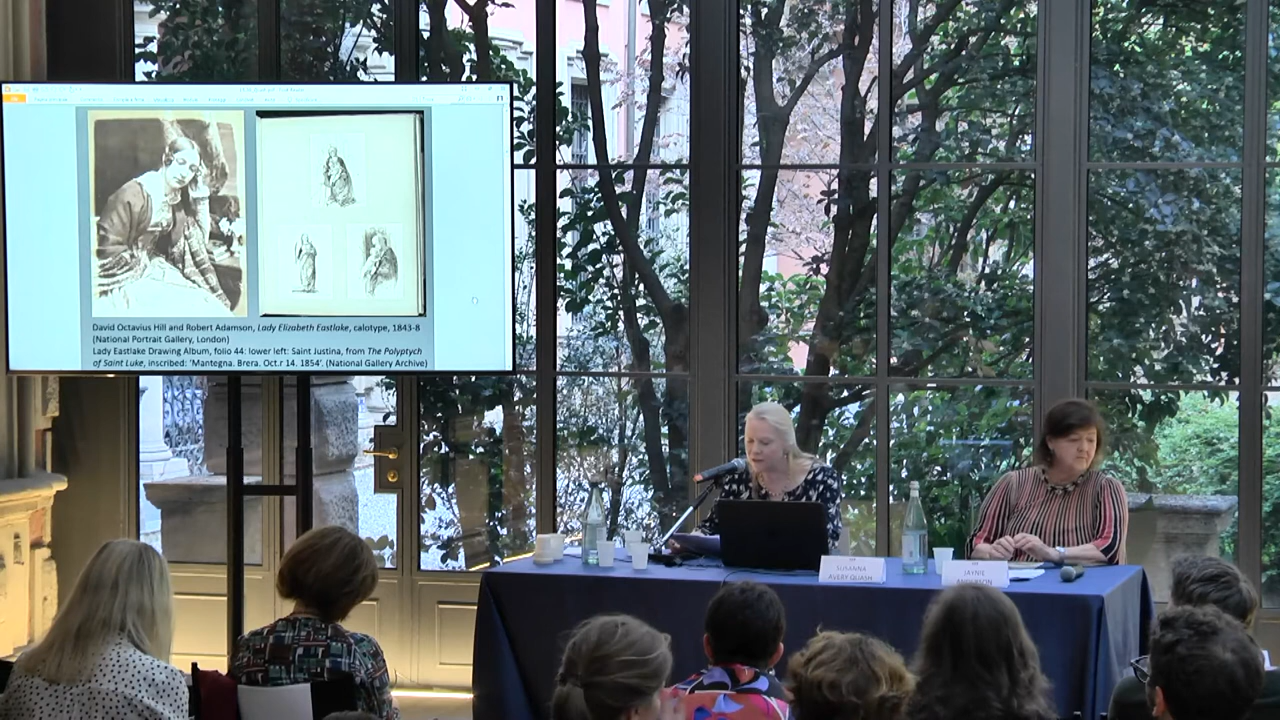 David Octavius Hill and Robert Adamson, Lady Elizabeth Eastlake, calotype, 1843-8
(National Portrait Gallery, London)
Lady Eastlake Drawing Album, folio 44: lower left: Saint Justina, from The Polyptych
of Saint Luke, inscribed: 'Mantegna. Brera. Oct.r 14. 1854'. (National Gallery Archive)
SUSANNA
AVERY-QUASH
JAYNIE
ANDERSON